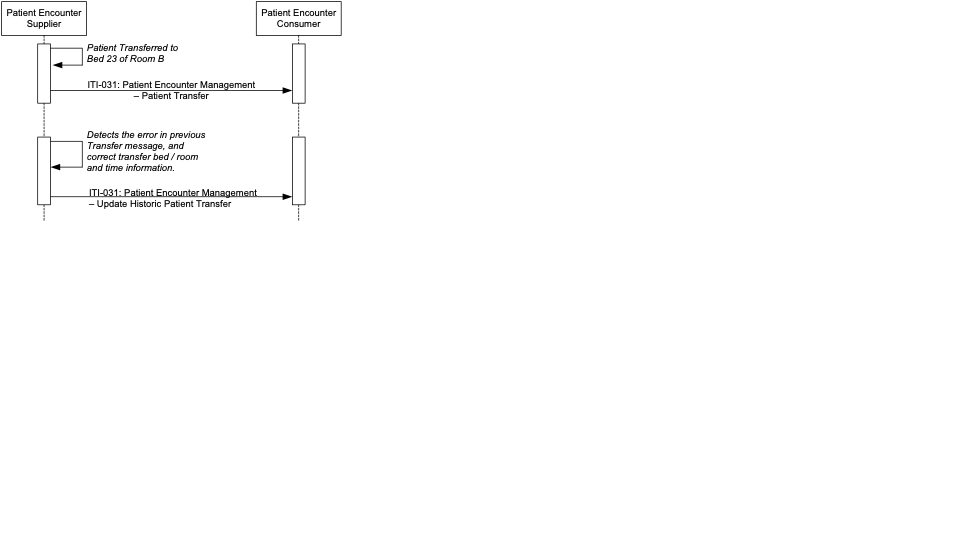 Patient Encounter
Supplier
Patient Encounter
Consumer
Patient Transferred to
Bed 23 of Room B
ITI-031: Patient Encounter Management
– Patient Transfer
Detects the error in previous
Transfer message, and
correct transfer bed / room
and time information.
ITI-031: Patient Encounter Management
– Update Historic Patient Transfer